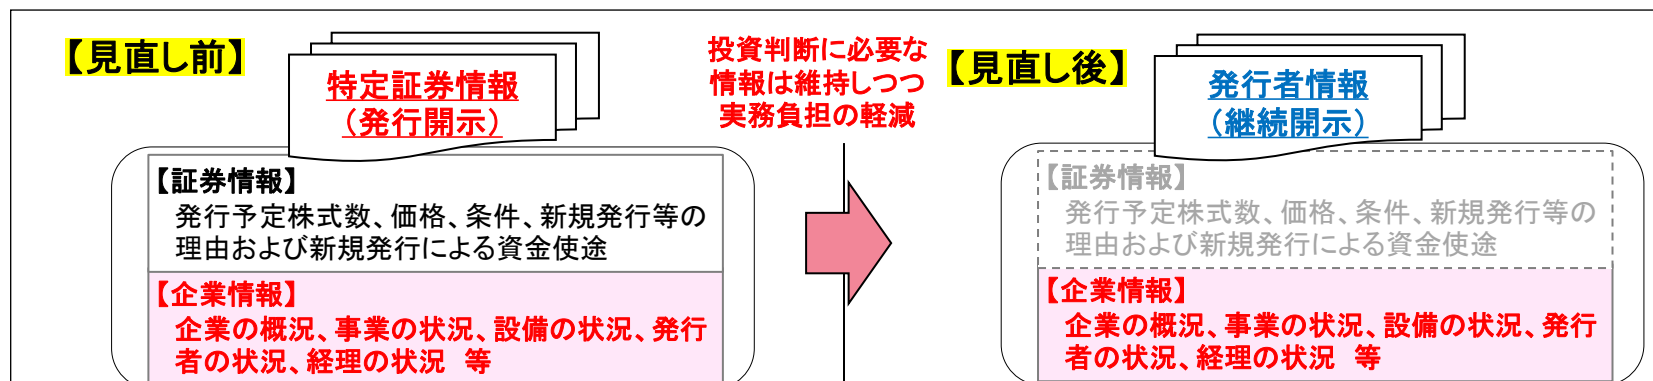 【見直し前】
特定証券情報
（発行開示）
【証券情報】
発行予定株式数、価格、条件、新規発行等の
理由および新規発行による資金使途
【企業情報】
企業の概況、事業の状況、設備の状況、発行
者の状況、経理の状況　等
投資判断に必要な
情報は維持しつつ
実務負担の軽減
【見直し後】
発行者情報
（継続開示）
【証券情報】
発行予定株式数、価格、条件、新規発行等の
理由および新規発行による資金使途
【企業情報】
企業の概況、事業の状況、設備の状況、発行
者の状況、経理の状況　等